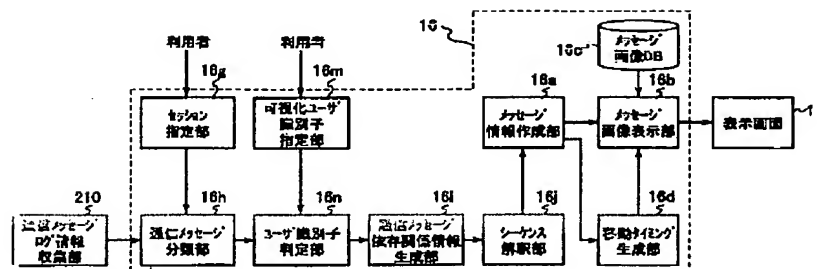 利用者
利用者
16
16c
メッセージ
画像DB
16g
16m
16a
16b
セッション
指定部
可視化ユーザ
識別子
指定部
メッセージ
情報作成部
メッセージ
画像表示部
表示画面
1
210
16h
16n
16i
16j
16d
通信メッセージ
ログ情報
収集部
通信メッセージ
分類部
ユーザ識別子
判定部
通信メッセージ
依存関係情報
生成部
シーケンス
解釈部
移動タイミング
生成部